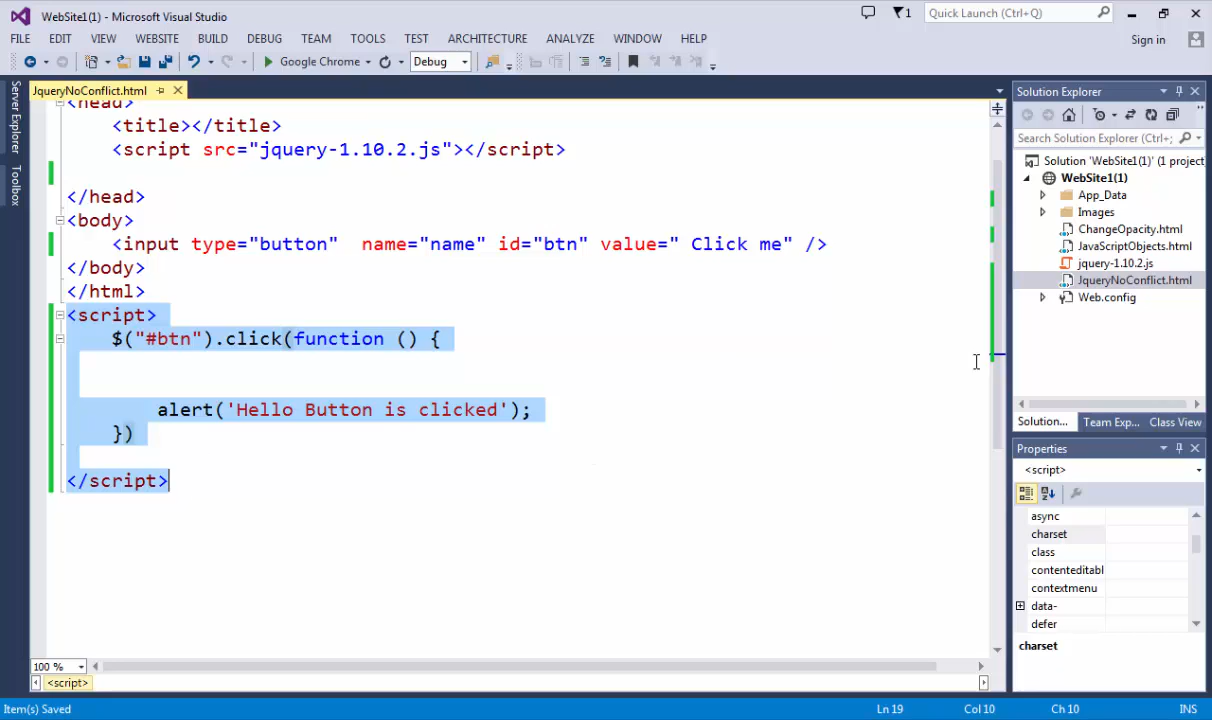 WebSite1(1) - Microsoft Visual Studio
1
Quick Launch (Ctrl+Q)
FILE EDIT VIEW WEBSITE BUILD DEBUG TEAM TOOLS TEST ARCHITECTURE ANALYZE WINDOW HELP
Sign in
Google Chrome
Debug
Server Explorer
Toolbox
JqueryNoConflict.html
<head>
<title></title>
<script src="jquery-1.10.2.js"></script>
</head>
<body>
<input type="button" name="name" id="btn" value=" Click me" />
</body>
</html>
<script>
$("#btn").click(function () {
alert('Hello Button is clicked');
})
</script>
100 %
<script>
Solution Explorer
Search Solution Explorer (Ctrl+;
Solution 'WebSite1(1)' (1 project
WebSite1(1)
App_Data
Images
ChangeOpacity.html
JavaScriptObjects.html
jquery-1.10.2.js
JqueryNoConflict.html
Web.config
Solution... Team Exp... Class View
Properties
<script>
async
charset
class
contenteditabl
contextmenu
data-
defer
charset
Item(s) Saved
Ln 19 Col 10 Ch 10 INS